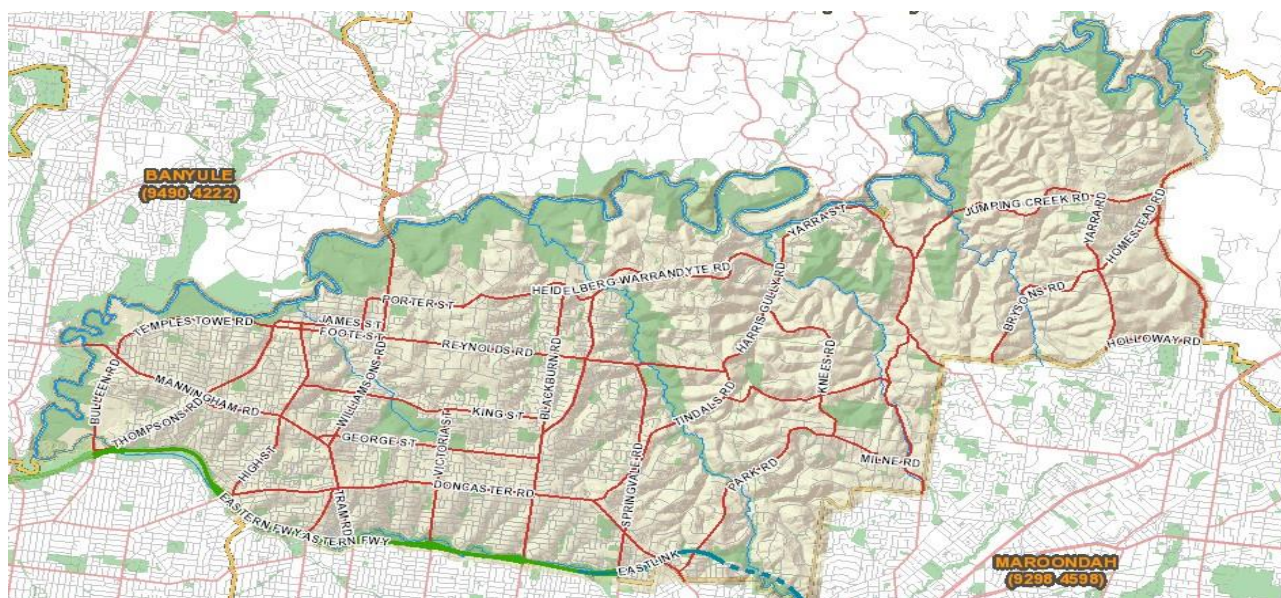 BANYULE
(9490 4222)
YARRA ST
JUMPING CREEK RD
YARRA RD
HOMESTEAD RD
HEIDELBERG-WARRANDYTE RD
HARRIS GULLY RD
BRYSONS RD
HOLLOWAY RD
PORTER ST
TEMPLESTOWE RD
JAMES ST
FOOTE ST
REYNOLDS RD
BULLEEN RD
MANNINGHAM RD
THOMPSONS RD
WILLIAMSONS RD
BLACKBURN RD
KNEES RD
TINDALS RD
KING ST
GEORGE ST
VICTORIA ST
HIGH ST
SPRINGVALE RD
PARK RD
MILNE RD
DONCASTER RD
TRAM RD
EASTERN FWY
EASTERN FWY
EASTLINK
MAROONDAH
(9298 4598)